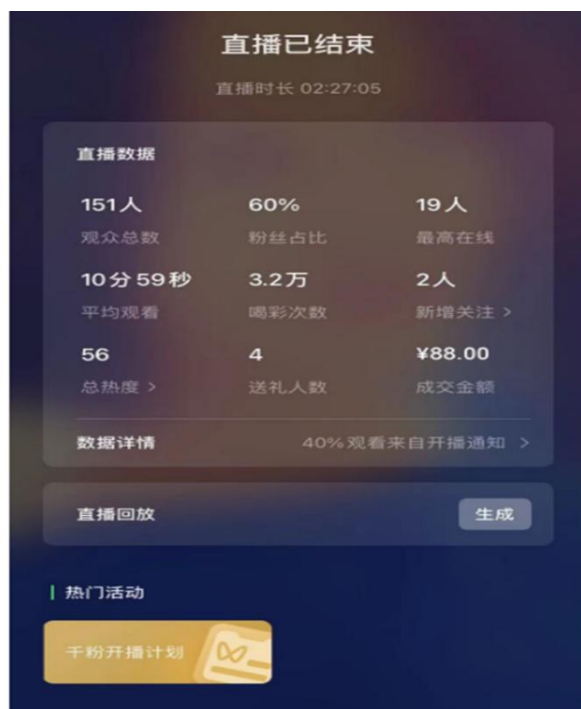 直播已结束
直播时长 02:27:05
直播数据
151人 60% 19人
观众总数 粉丝占比 最高在线
10分59秒 3.2万 2人
平均观看 喝彩次数 新增关注 >
56 4 ¥88.00
总热度 > 送礼人数 成交金额
数据详情 40%观看来自开播通知 >
直播回放 生成
热门活动
千粉开播计划